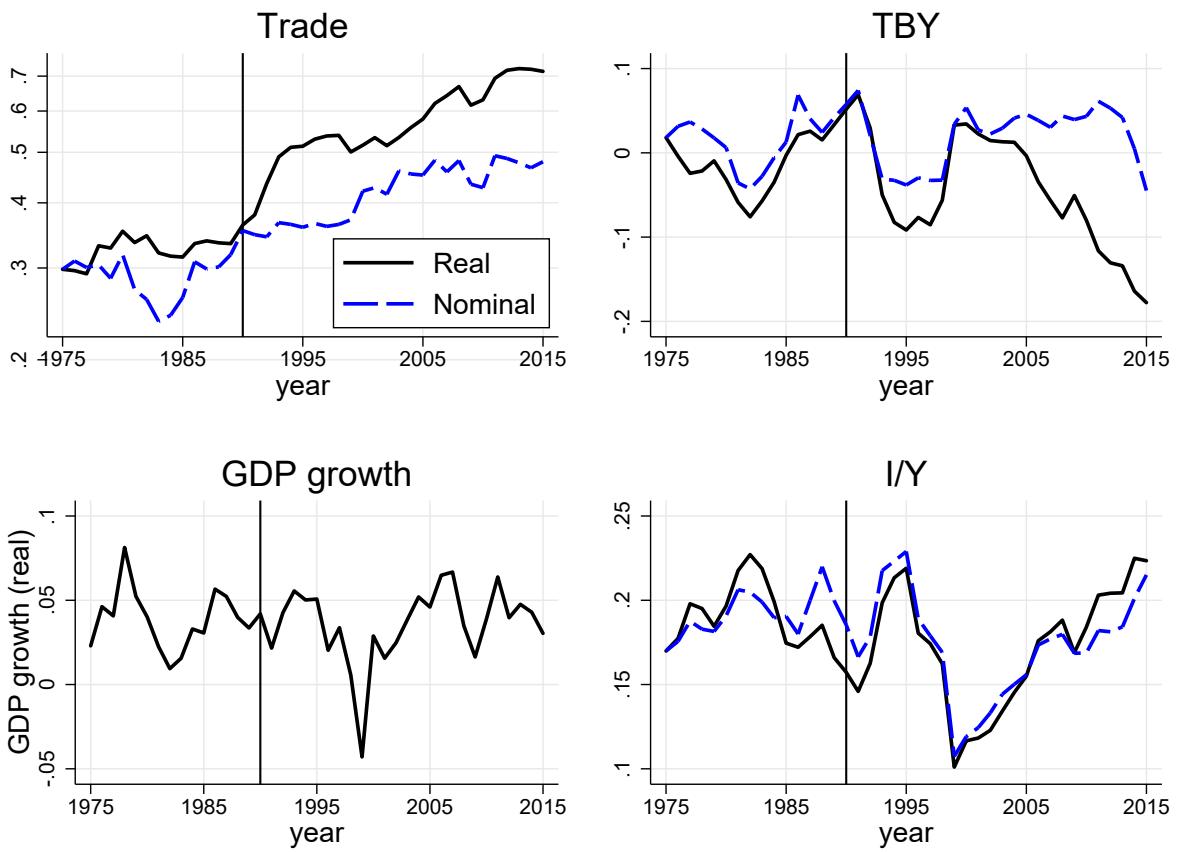 Trade
.7
.6
.5
.4
.3
.2
Real
Nominal
1975 1985 1995 2005 2015
year
TBY
.1
0
-.1
-.2
1975 1985 1995 2005 2015
year
GDP growth
GDP growth (real)
.1
.05
0
-.05
1975 1985 1995 2005 2015
year
I/Y
.25
.2
.15
.1
1975 1985 1995 2005 2015
year